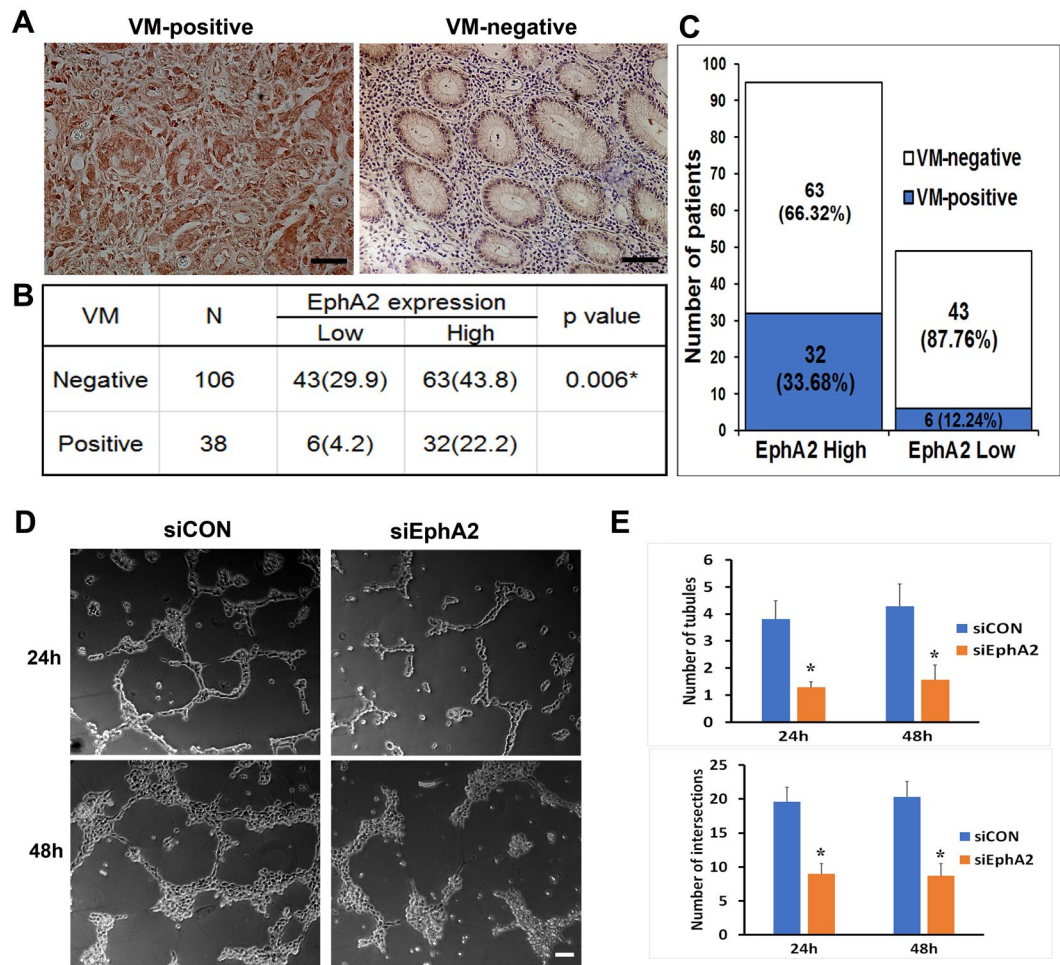 A
VM-positive
VM-negative
B
VM N EphA2 expression p value
Low High
Negative 106 43(29.9) 63(43.8) 0.006*
Positive 38 6(4.2) 32(22.2)
C
Number of patients
100
90
80
70
60
50
40
30
20
10
0
63
(66.32%)
32
(33.68%)
43
(87.76%)
6 (12.24%)
EphA2 High
EphA2 Low
VM-negative
VM-positive
D
siCON
siEphA2
24h
48h
E
Number of tubules
6
5
4
3
2
1
0
*
*
24h
48h
siCON
siEphA2
Number of intersections
25
20
15
10
5
0
*
*
24h
48h
siCON
siEphA2